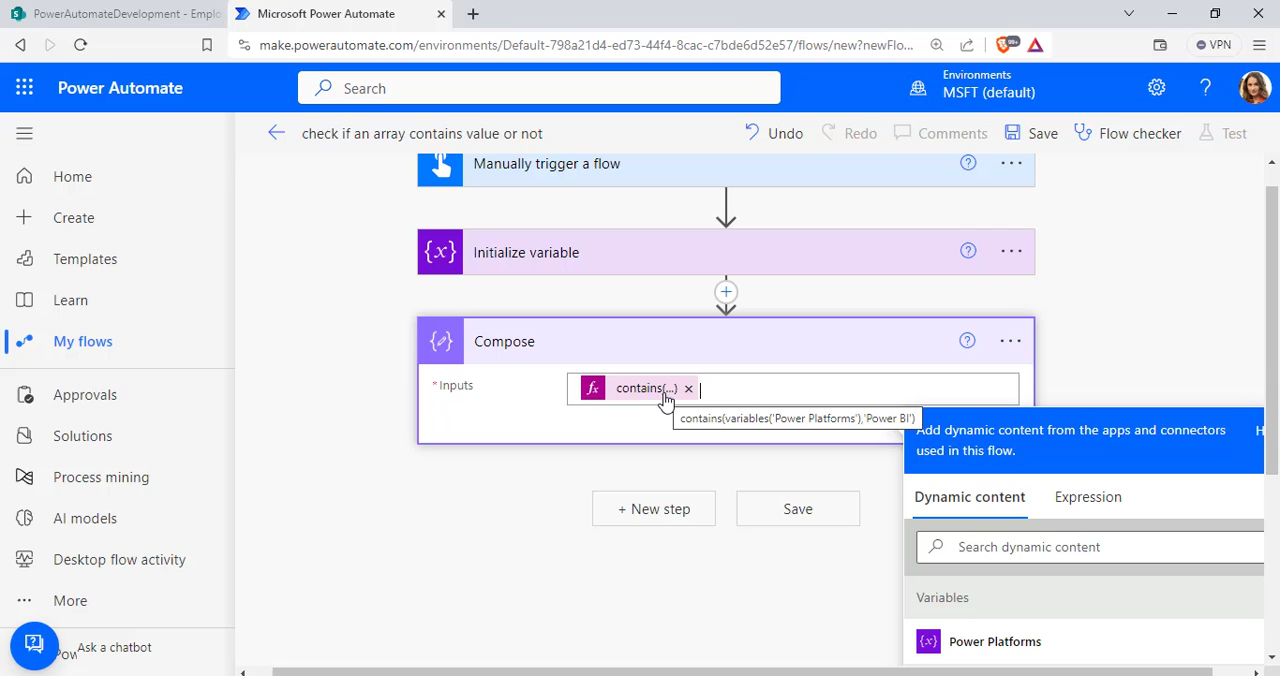 PowerAutomateDevelopment - Emplo
Microsoft Power Automate
make.powerautomate.com/environments/Default-798a21d4-ed73-44f4-8cac-c7bd6d52e57/flows/new?newFlo...
99+
VPN
Power Automate
Search
Environments
MSFT (default)
check if an array contains value or not
Undo
Redo
Comments
Save
Flow checker
Test
Home
Create
Templates
Learn
My flows
Approvals
Solutions
Process mining
AI models
Desktop flow activity
More
Pow
Ask a chatbot
Manually trigger a flow
{x}
Initialize variable
Compose
* Inputs
fx
contains(...)
contains(variables('Power Platforms'),'Power BI')
Add dynamic content from the apps and connectors
H
used in this flow.
Dynamic content
Expression
Search dynamic content
Variables
{x}
Power Platforms
+ New step
Save